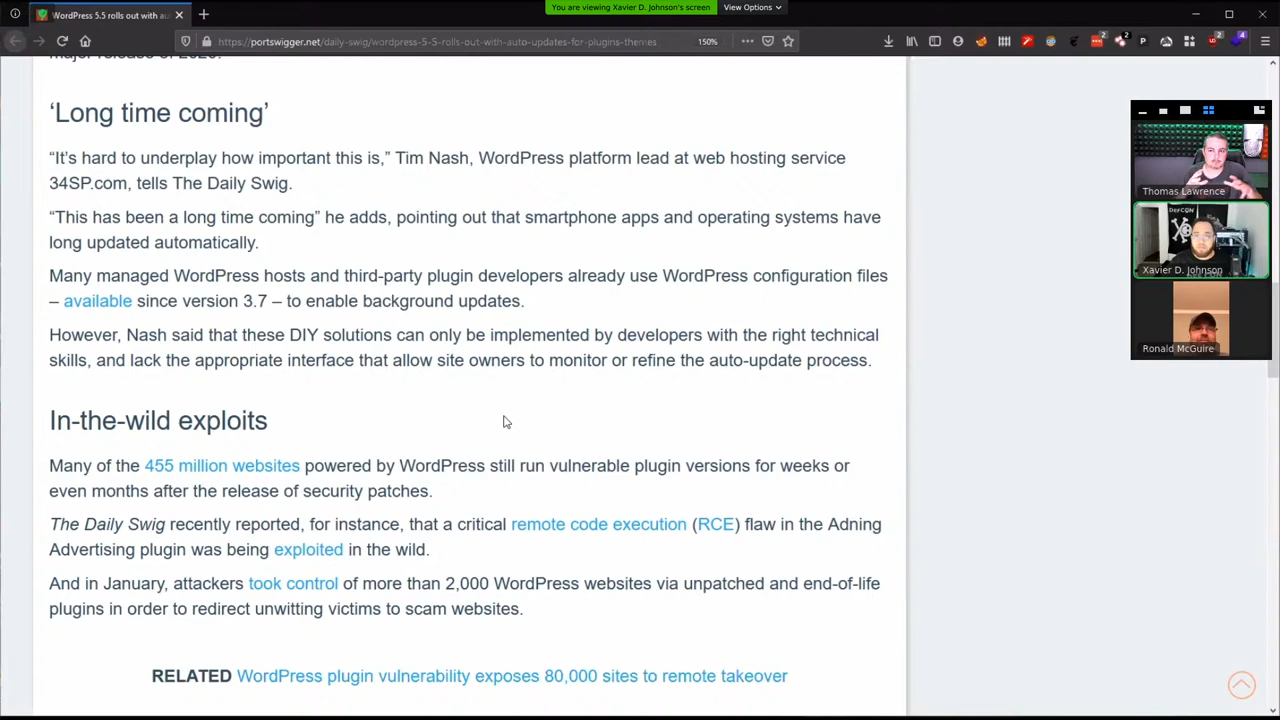 WordPress 5.5 rolls out with au
You are viewing Xavier D. Johnson's screen
View Options
https://portswigger.net/daily-swig/wordpress-5-5-rolls-out-with-auto-updates-for-plugins-themes
150%
major release of 2020.
‘Long time coming’
“It’s hard to underplay how important this is,” Tim Nash, WordPress platform lead at web hosting service
34SP.com, tells The Daily Swig.
“This has been a long time coming” he adds, pointing out that smartphone apps and operating systems have
long updated automatically.
Many managed WordPress hosts and third-party plugin developers already use WordPress configuration files
– available since version 3.7 – to enable background updates.
However, Nash said that these DIY solutions can only be implemented by developers with the right technical
skills, and lack the appropriate interface that allow site owners to monitor or refine the auto-update process.
In-the-wild exploits
Many of the 455 million websites powered by WordPress still run vulnerable plugin versions for weeks or
even months after the release of security patches.
The Daily Swig recently reported, for instance, that a critical remote code execution (RCE) flaw in the Adning
Advertising plugin was being exploited in the wild.
And in January, attackers took control of more than 2,000 WordPress websites via unpatched and end-of-life
plugins in order to redirect unwitting victims to scam websites.
RELATED WordPress plugin vulnerability exposes 80,000 sites to remote takeover
Thomas Lawrence
DEFCON
Xavier D. Johnson
Ronald McGuire